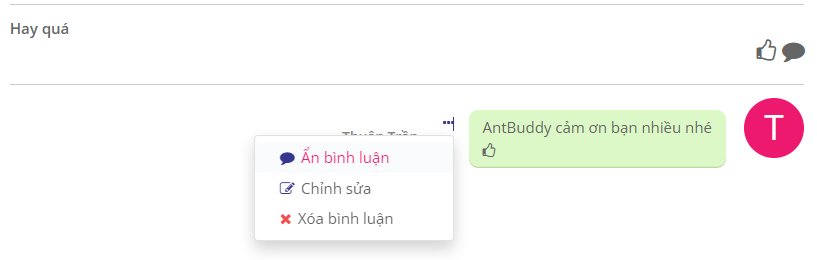 Hay quá
Thuận Trần
AntBuddy cảm ơn bạn nhiều nhé
T
Ẩn bình luận
Chỉnh sửa
Xóa bình luận